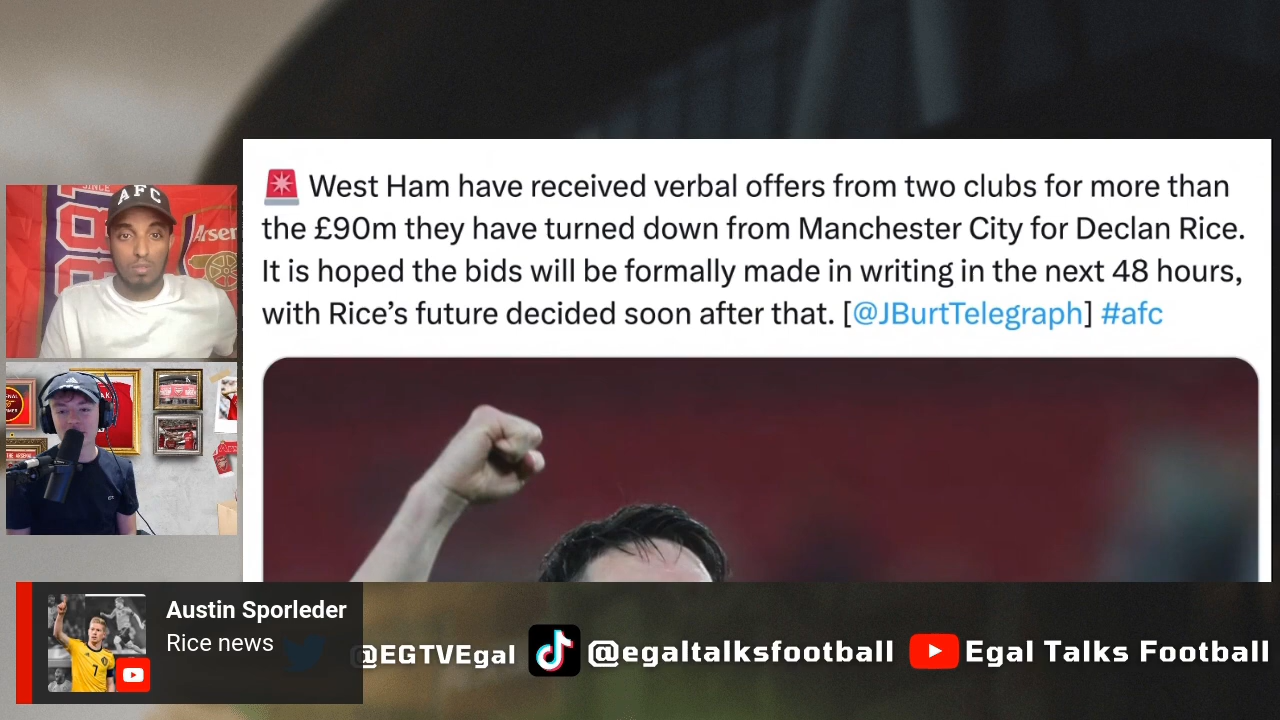 🚨 West Ham have received verbal offers from two clubs for more than
the £90m they have turned down from Manchester City for Declan Rice.
It is hoped the bids will be formally made in writing in the next 48 hours,
with Rice’s future decided soon after that. [@JBurtTelegraph] #afc
SINCE
AFC
Arsen
Austin Sporleder
Rice news
@EGTVEgal
@egaltalksfootball
Egal Talks Football
7